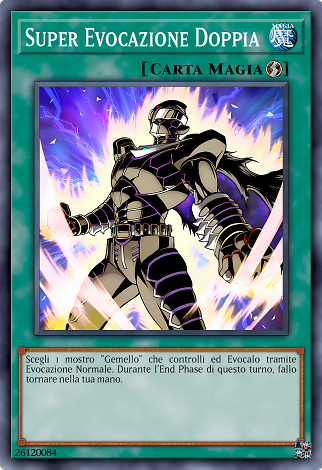 SUPER EVOCAZIONE DOPPIA
MAGIA
[CARTA MAGIA]
Scegli 1 mostro "Gemello" che controlli ed Evocalo tramite
Evocazione Normale. Durante l'End Phase di questo turno, fallo
tornare nella tua mano.
26120084